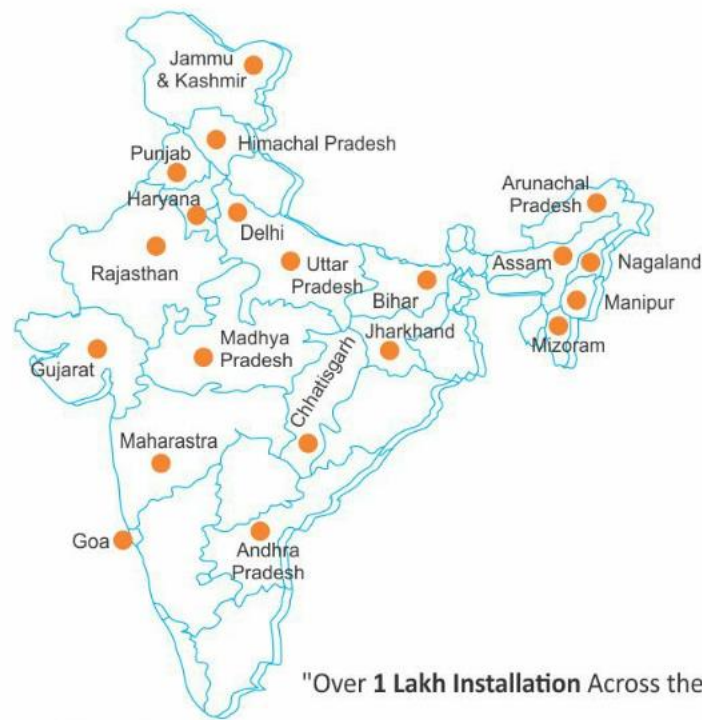 Jammu
& Kashmir
Himachal Pradesh
Punjab
Haryana
Delhi
Rajasthan
Uttar
Pradesh
Bihar
Arunachal
Pradesh
Assam
Nagaland
Manipur
Mizoram
Gujarat
Madhya
Pradesh
Jharkhand
Chhatisgarh
Maharastra
Goa
Andhra
Pradesh
"Over 1 Lakh Installation Across the